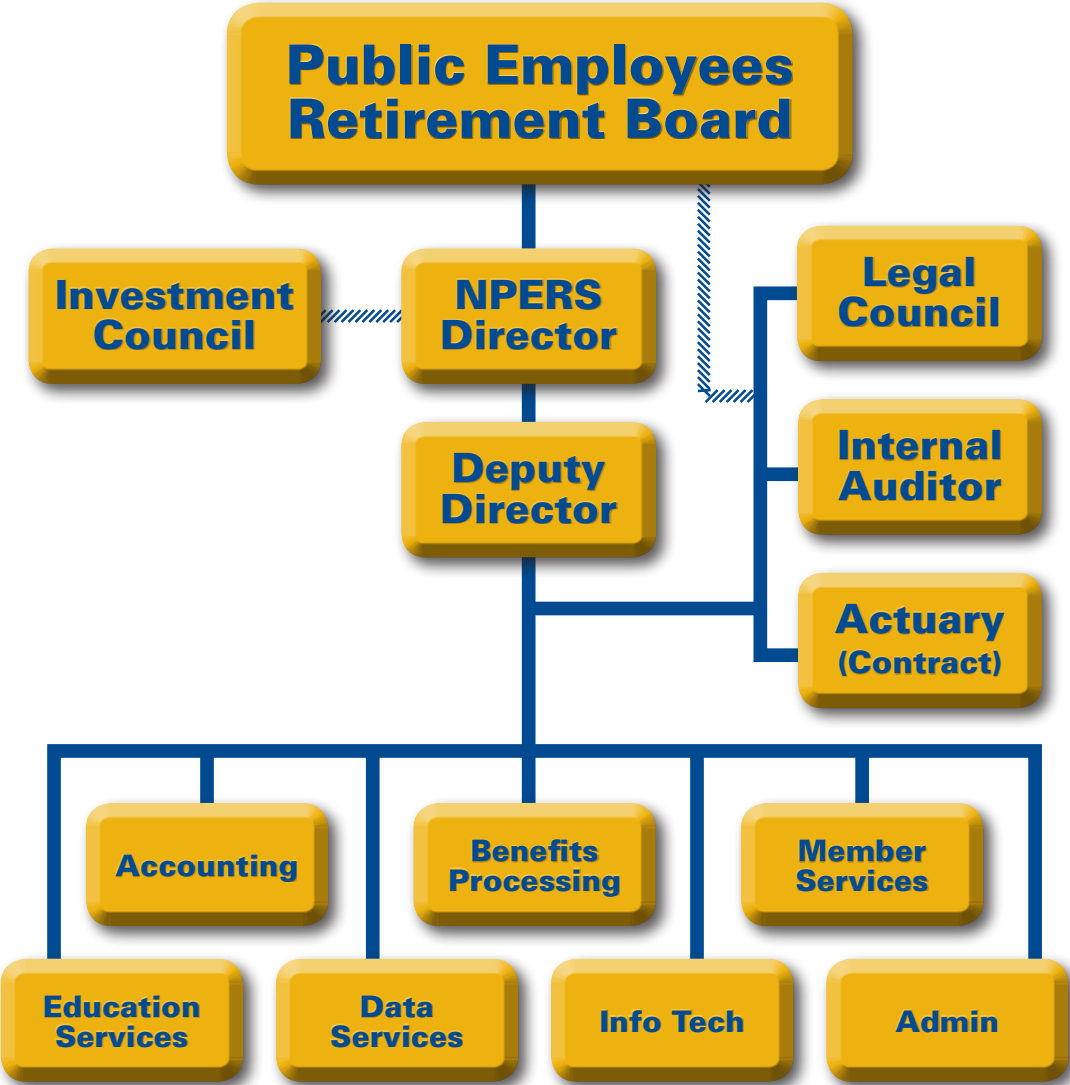 Public Employees
Retirement Board
Investment
Council
NPERS
Director
Legal
Council
Deputy
Director
Internal
Auditor
Actuary
(Contract)
Accounting
Benefits
Processing
Member
Services
Education
Services
Data
Services
Info Tech
Admin